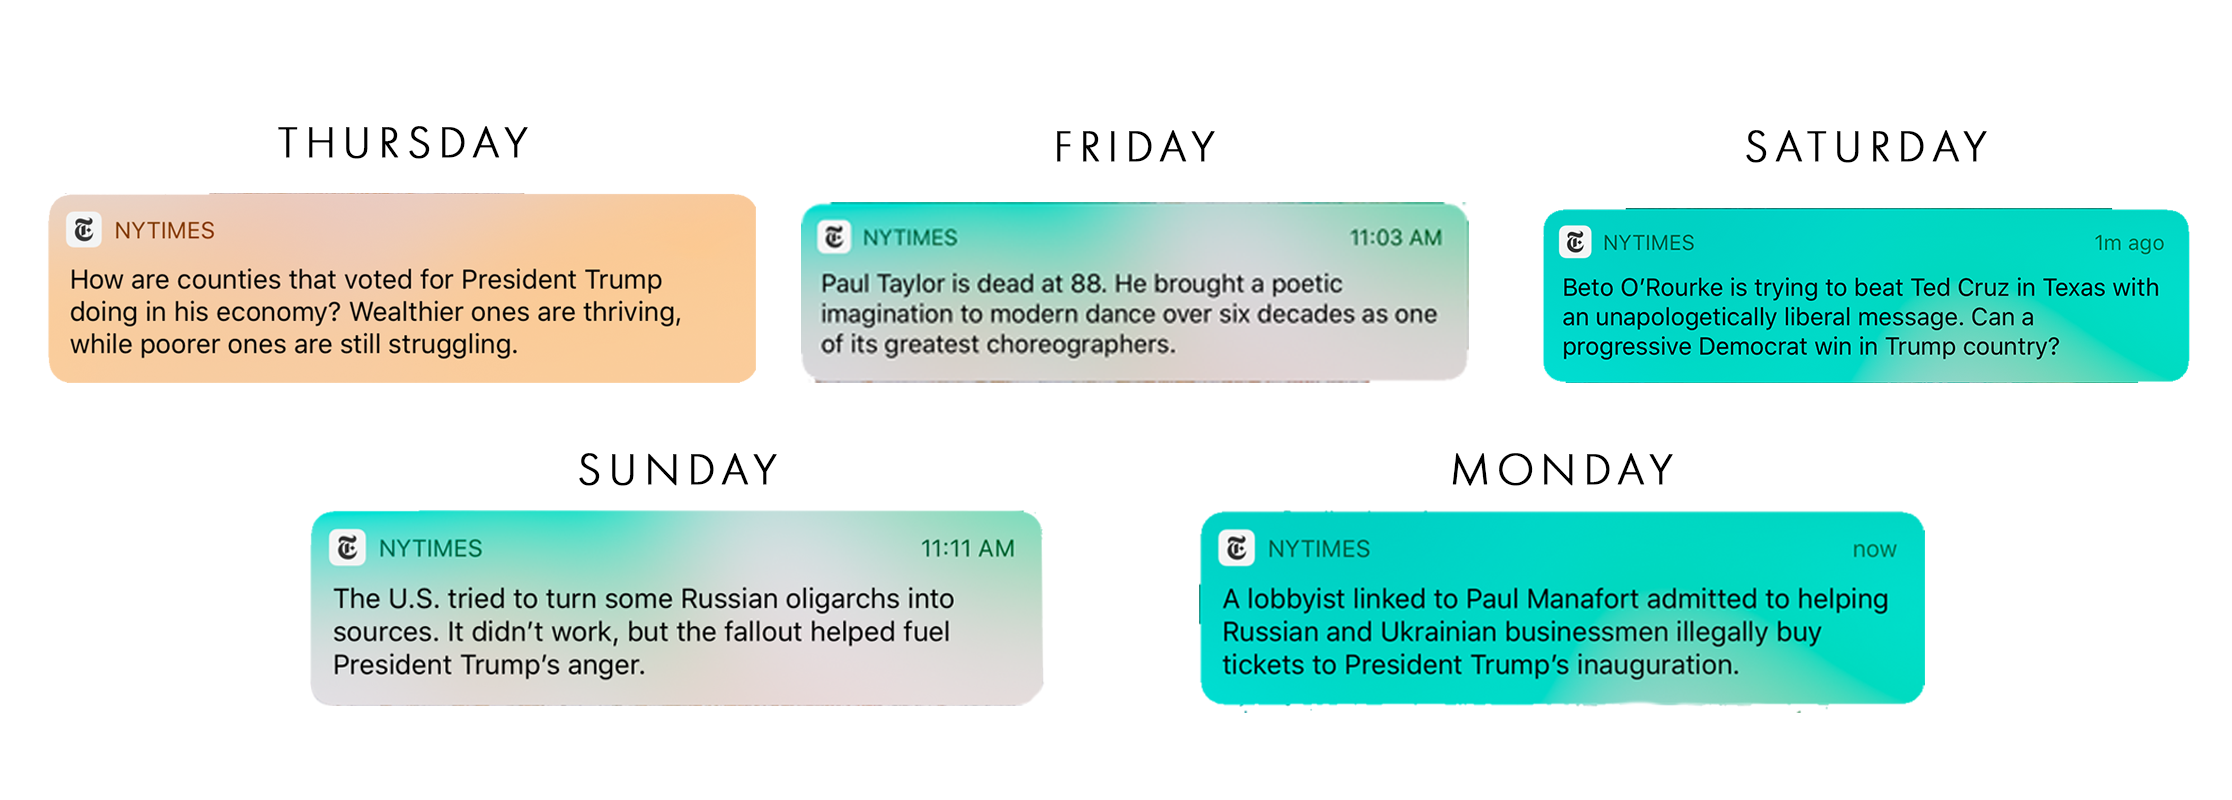 THURSDAY
NYTIMES
How are counties that voted for President Trump
doing in his economy? Wealthier ones are thriving,
while poorer ones are still struggling.
FRIDAY
NYTIMES 11:03 AM
Paul Taylor is dead at 88. He brought a poetic
imagination to modern dance over six decades as one
of its greatest choreographers.
SATURDAY
NYTIMES 1m ago
Beto O’Rourke is trying to beat Ted Cruz in Texas with
an unapologetically liberal message. Can a
progressive Democrat win in Trump country?
SUNDAY
NYTIMES 11:11 AM
The U.S. tried to turn some Russian oligarchs into
sources. It didn’t work, but the fallout helped fuel
President Trump’s anger.
MONDAY
NYTIMES now
A lobbyist linked to Paul Manafort admitted to helping
Russian and Ukrainian businessmen illegally buy
tickets to President Trump’s inauguration.